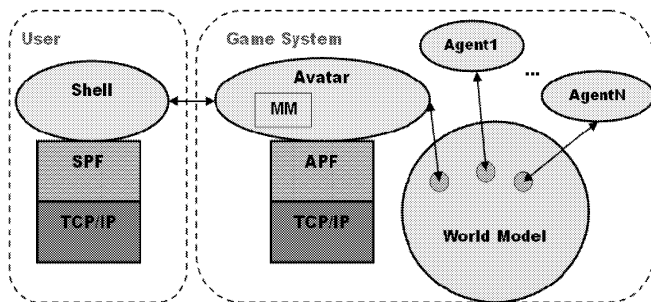 User
Game System
Agent1
Shell
Avatar
...
MM
AgentN
SPF
APF
TCP/IP
TCP/IP
World Model